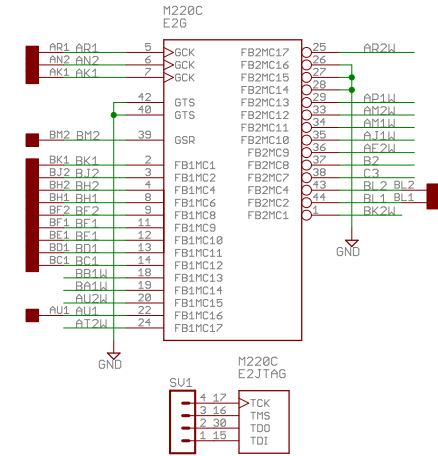 M220C
E2G
AR1 AR1 5 GCK FB2MC17 25 AR2W
AN2 AN2 6 GCK FB2MC16 26
AK1 AK1 7 GCK FB2MC15 27
FB2MC14 28
42 GTS FB2MC13 29 AP1W
40 GTS FB2MC12 33 AM2W
FB2MC11 34 AM1W
BM2 BM2 39 GSR FB2MC10 35 AJ1W
FB2MC9 36 AF2W
BK1 BK1 2 FB1MC1 FB2MC8 37 B2
BJ2 BJ2 3 FB1MC2 FB2MC7 38 C3
BH2 BH2 4 FB1MC4 FB2MC4 43 BL2 BL2
BH1 BH1 8 FB1MC6 FB2MC2 44 BL1 BL1
BF2 BF2 9 FB1MC8 FB2MC1 1 BK2W
BF1 BF1 11 FB1MC9
BE1 BE1 12 FB1MC10
BD1 BD1 13 FB1MC11
BC1 BC1 14 FB1MC12
BB1W 18 FB1MC13
BA1W 19 FB1MC14
AU2W 20 FB1MC15
AU1 AU1 22 FB1MC16
AT2W 24 FB1MC17
GND
GND
M220C
E2JTAG
SV1
4 17 TCK
3 16 TMS
2 30 TDO
1 15 TDI